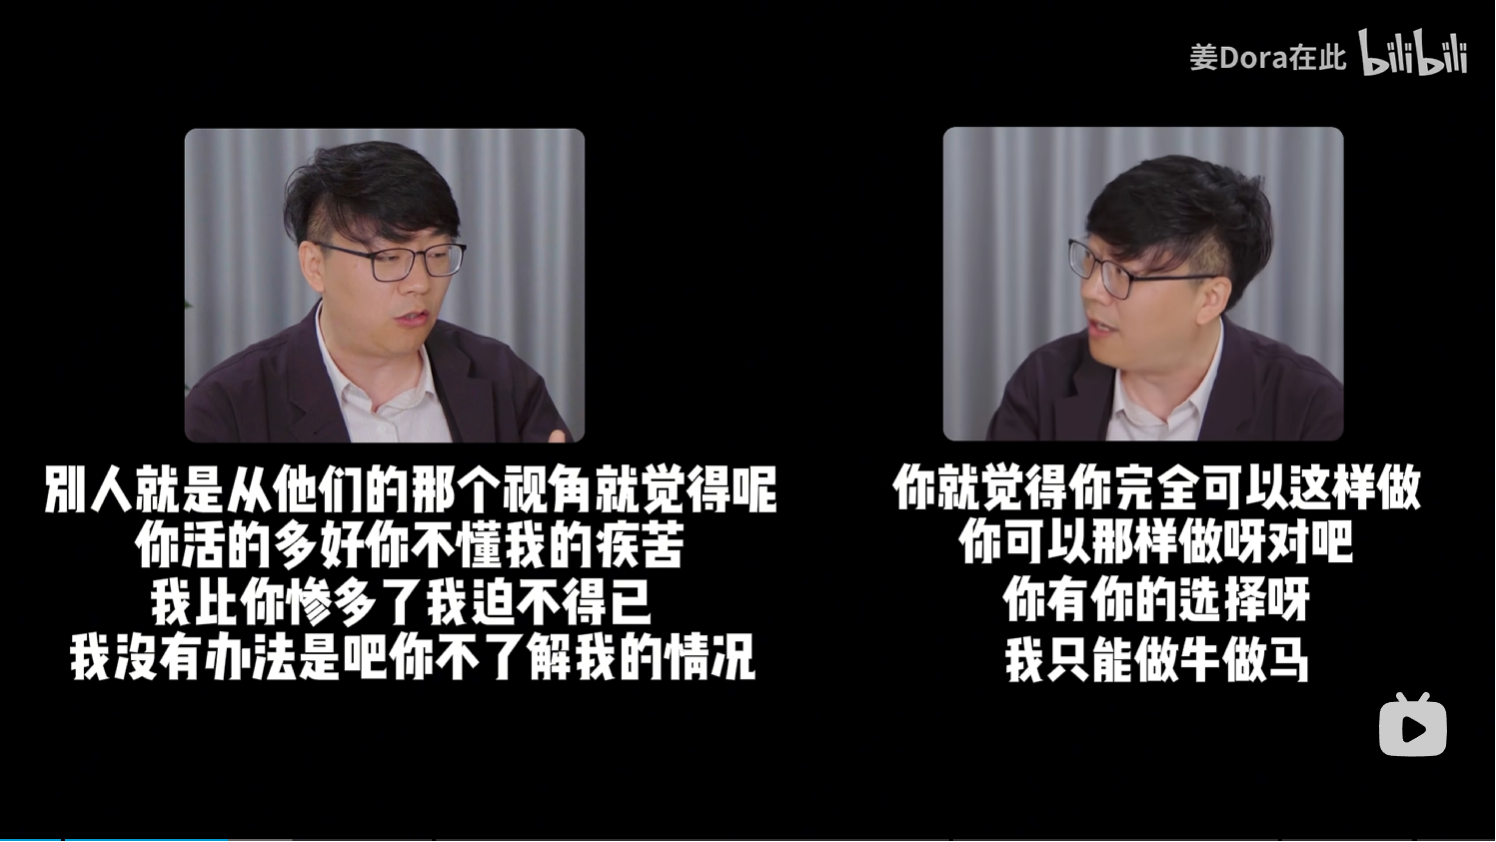 姜Dora在此 bilibili
别人就是从他们的那个视角就觉得呢
你活的多好你不懂我的疾苦
我比你惨多了我迫不得已
我没有办法是吧你不了解我的情况
你就觉得你完全可以这样做
你可以那样做呀对吧
你有你的选择呀
我只能做牛做马